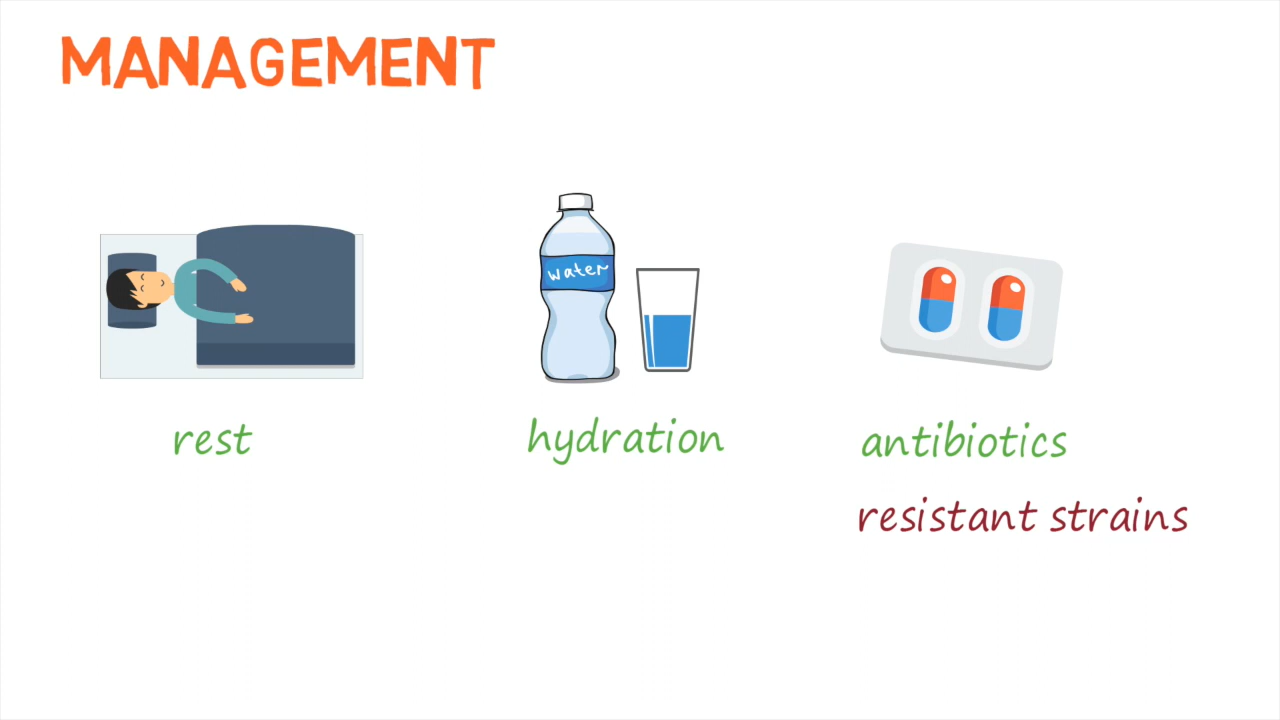 MANAGEMENT
water
rest
hydration
antibiotics
resistant strains